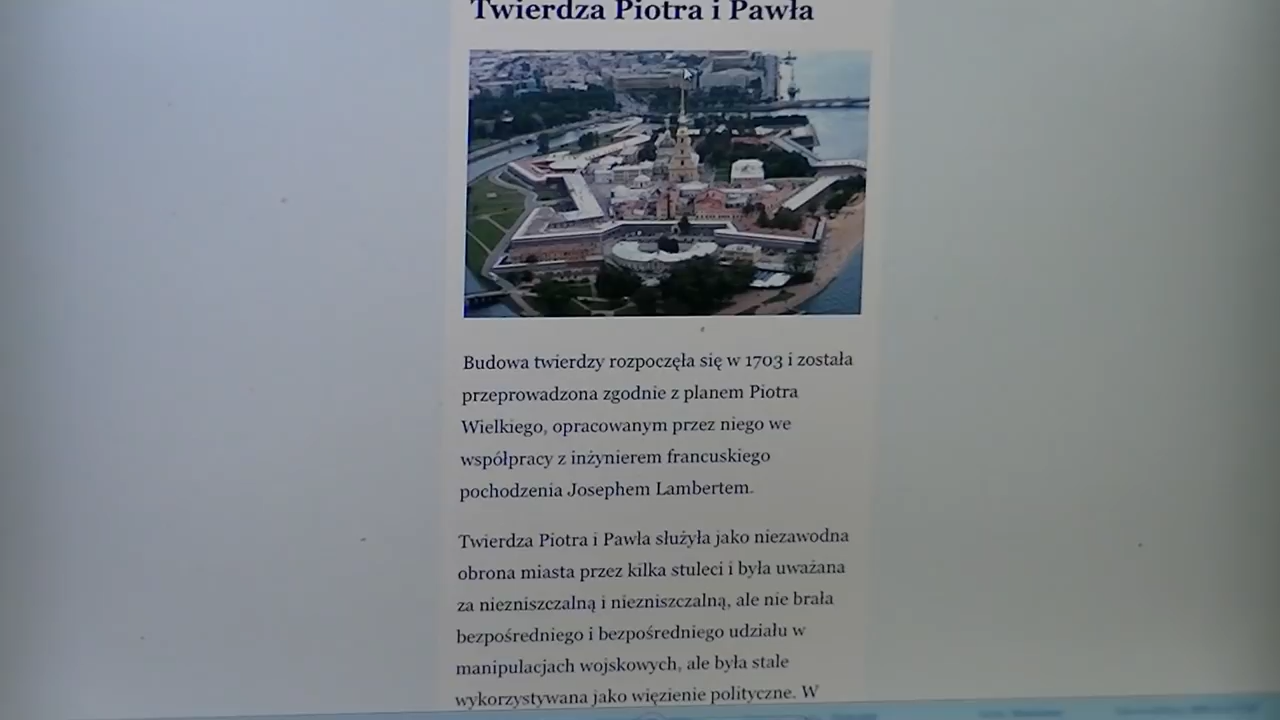 Twierdza Piotra i Pawła
Budowa twierdzy rozpoczęła się w 1703 i została
przeprowadzona zgodnie z planem Piotra
Wielkiego, opracowanym przez niego we
współpracy z inżynierem francuskiego
pochodzenia Josephem Lambertem.
Twierdza Piotra i Pawła służyła jako niezawodna
obrona miasta przez kilka stuleci i była uważana
za niezniszczalną i niezniszczalną, ale nie brała
bezpośredniego i bezpośredniego udziału w
manipulacjach wojskowych, ale była stale
wykorzystywana jako więzienie polityczne. W